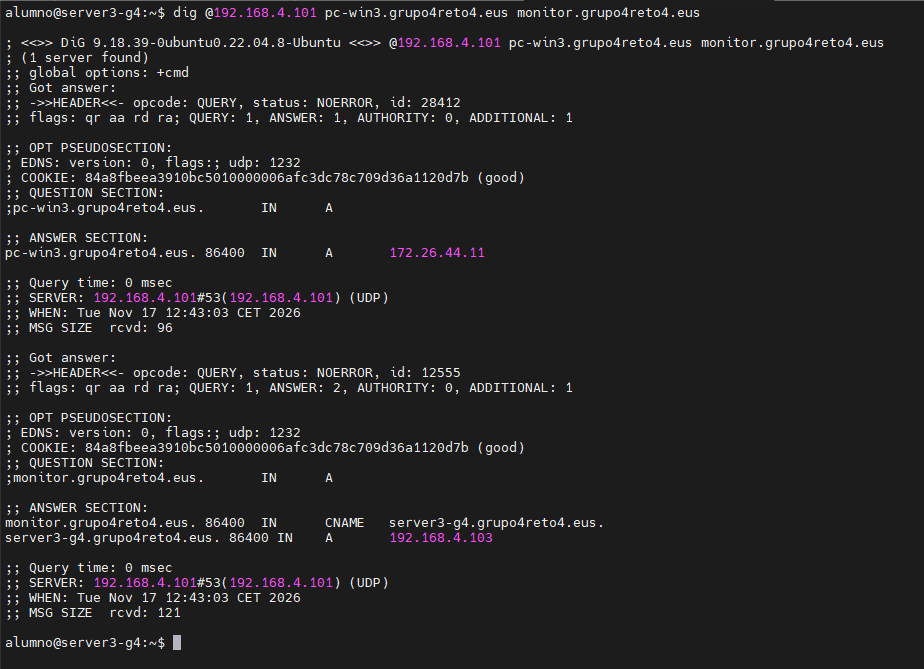 alumno@server3-g4:~$ dig @192.168.4.101 pc-win3.grupo4reto4.eus monitor.grupo4reto4.eus
; <<>> DiG 9.18.39-0ubuntu0.22.04.8-Ubuntu <<>> @192.168.4.101 pc-win3.grupo4reto4.eus monitor.grupo4reto4.eus
; (1 server found)
;; global options: +cmd
;; Got answer:
;; ->>HEADER<<- opcode: QUERY, status: NOERROR, id: 28412
;; flags: qr aa rd ra; QUERY: 1, ANSWER: 1, AUTHORITY: 0, ADDITIONAL: 1
;; OPT PSEUDOSECTION:
; EDNS: version: 0, flags:; udp: 1232
; COOKIE: 84a8fbeea3910bc5010000006afc3dc78c709d36a1120d7b (good)
;; QUESTION SECTION:
;pc-win3.grupo4reto4.eus. IN A
;; ANSWER SECTION:
pc-win3.grupo4reto4.eus. 86400 IN A 172.26.44.11
;; Query time: 0 msec
;; SERVER: 192.168.4.101#53(192.168.4.101) (UDP)
;; WHEN: Tue Nov 17 12:43:03 CET 2026
;; MSG SIZE rcvd: 96
;; Got answer:
;; ->>HEADER<<- opcode: QUERY, status: NOERROR, id: 12555
;; flags: qr aa rd ra; QUERY: 1, ANSWER: 2, AUTHORITY: 0, ADDITIONAL: 1
;; OPT PSEUDOSECTION:
; EDNS: version: 0, flags:; udp: 1232
; COOKIE: 84a8fbeea3910bc5010000006afc3dc78c709d36a1120d7b (good)
;; QUESTION SECTION:
;monitor.grupo4reto4.eus. IN A
;; ANSWER SECTION:
monitor.grupo4reto4.eus. 86400 IN CNAME server3-g4.grupo4reto4.eus.
server3-g4.grupo4reto4.eus. 86400 IN A 192.168.4.103
;; Query time: 0 msec
;; SERVER: 192.168.4.101#53(192.168.4.101) (UDP)
;; WHEN: Tue Nov 17 12:43:03 CET 2026
;; MSG SIZE rcvd: 121
alumno@server3-g4:~$